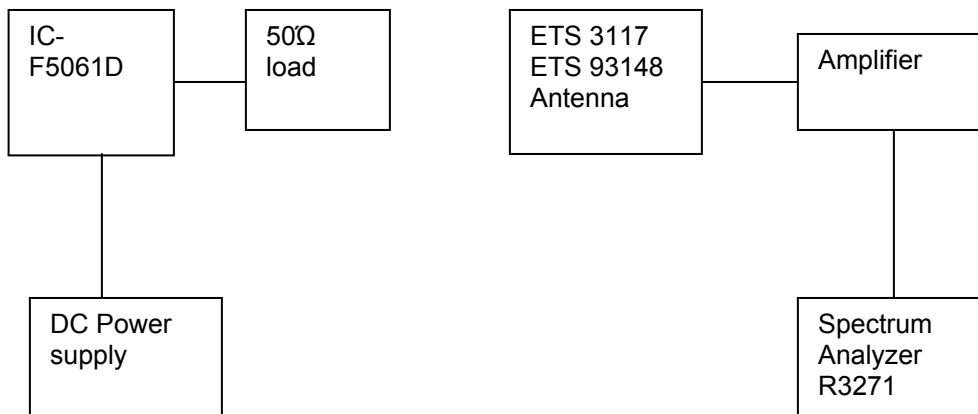 IC-
F5061D
50Ώ
load
ETS 3117
ETS 93148
Antenna
Amplifier
DC Power
supply
Spectrum
Analyzer
R3271